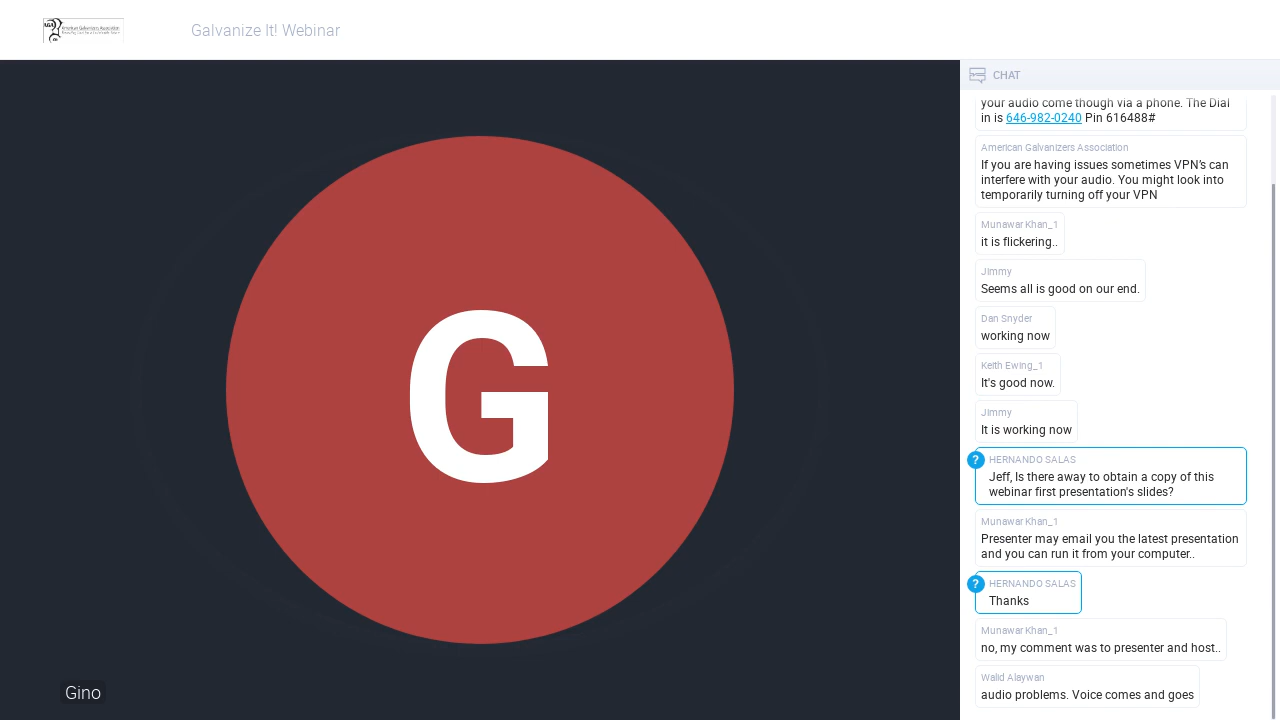 AGA
American Galvanizers Association
Galvanize It! Webinar
CHAT
your audio come though via a phone. The Dial
in is 646-982-0240 Pin 616488#
American Galvanizers Association
If you are having issues sometimes VPN's can
interfere with your audio. You might look into
temporarily turning off your VPN
Munawar Khan_1
it is flickering..
Jimmy
Seems all is good on our end.
Dan Snyder
working now
Keith Ewing_1
It's good now.
Jimmy
It is working now
?
HERNANDO SALAS
Jeff, Is there away to obtain a copy of this
webinar first presentation's slides?
Munawar Khan_1
Presenter may email you the latest presentation
and you can run it from your computer..
?
HERNANDO SALAS
Thanks
Munawar Khan_1
no, my comment was to presenter and host..
Walid Alaywan
audio problems. Voice comes and goes
G
Gino